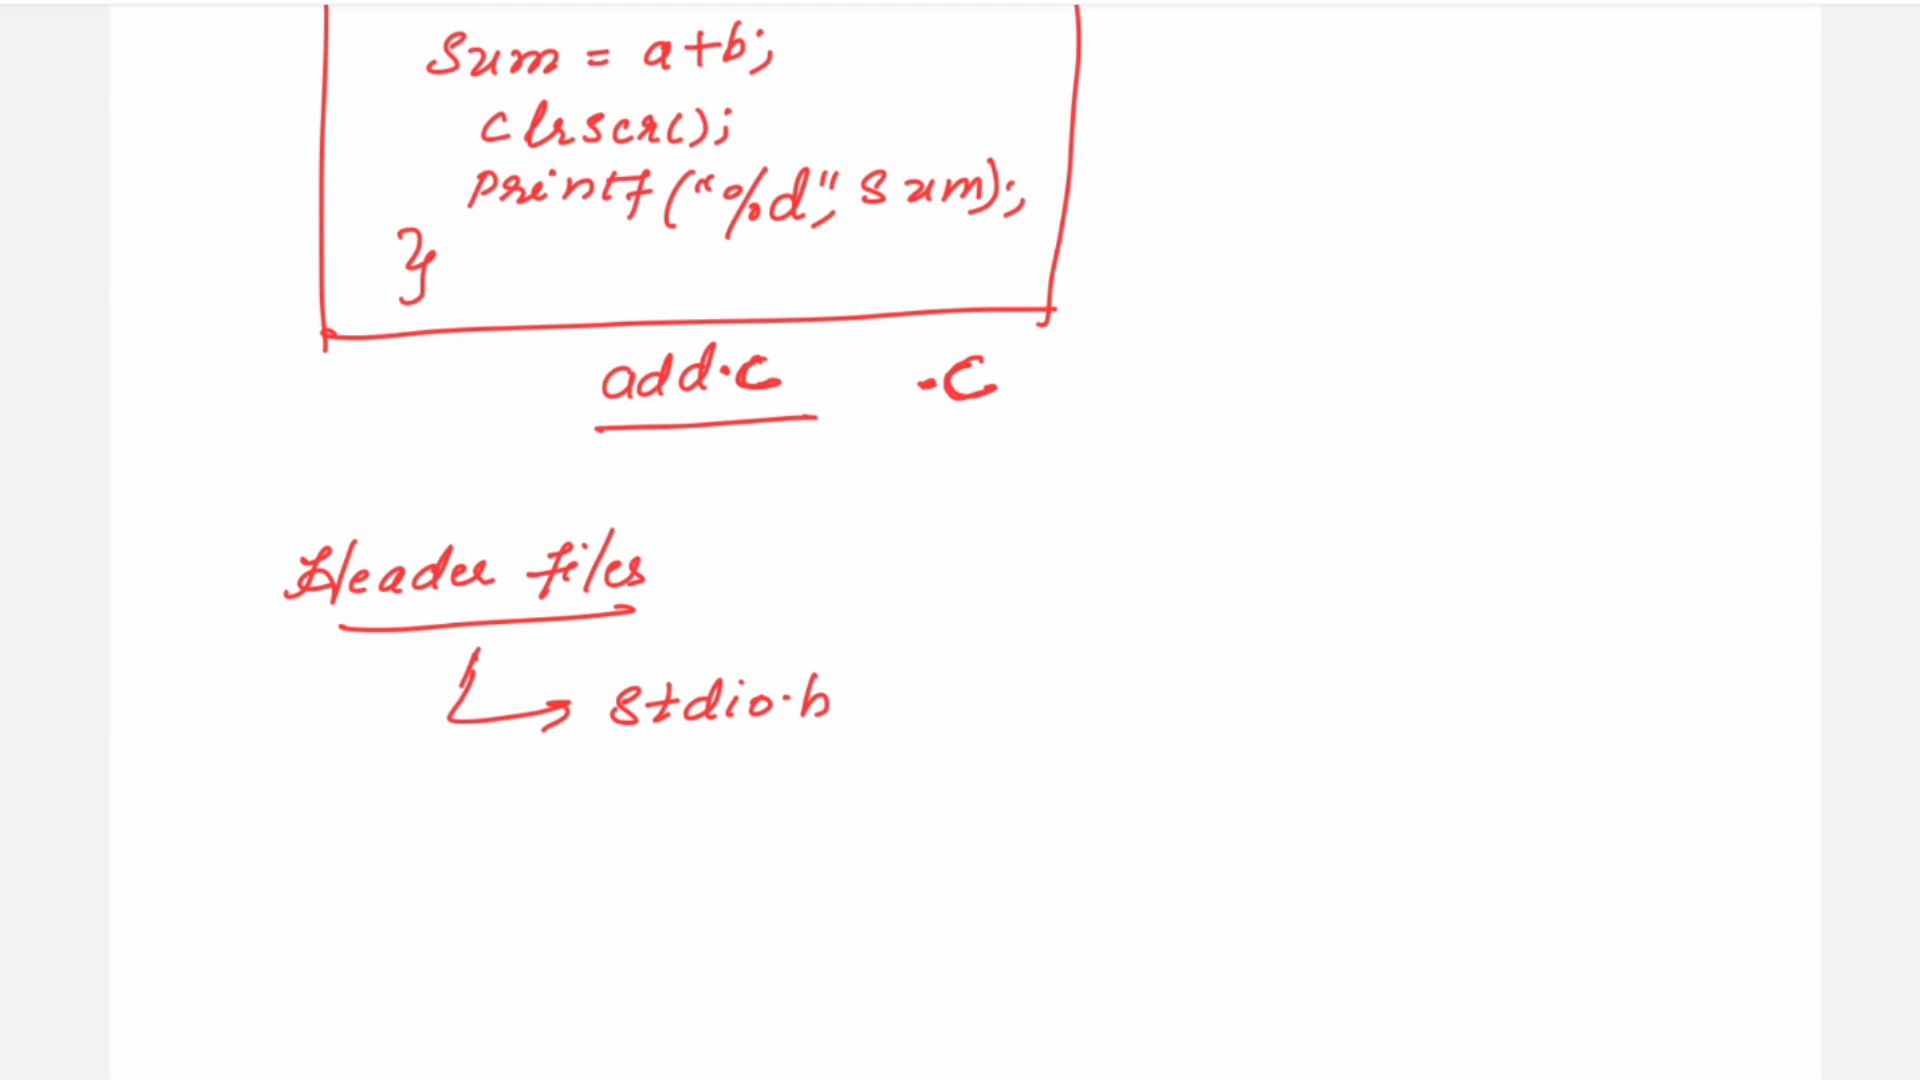 Sum = a+b;
clrscr();
printf("%d", sum);
}
add.c .c
Header files
stdio.h